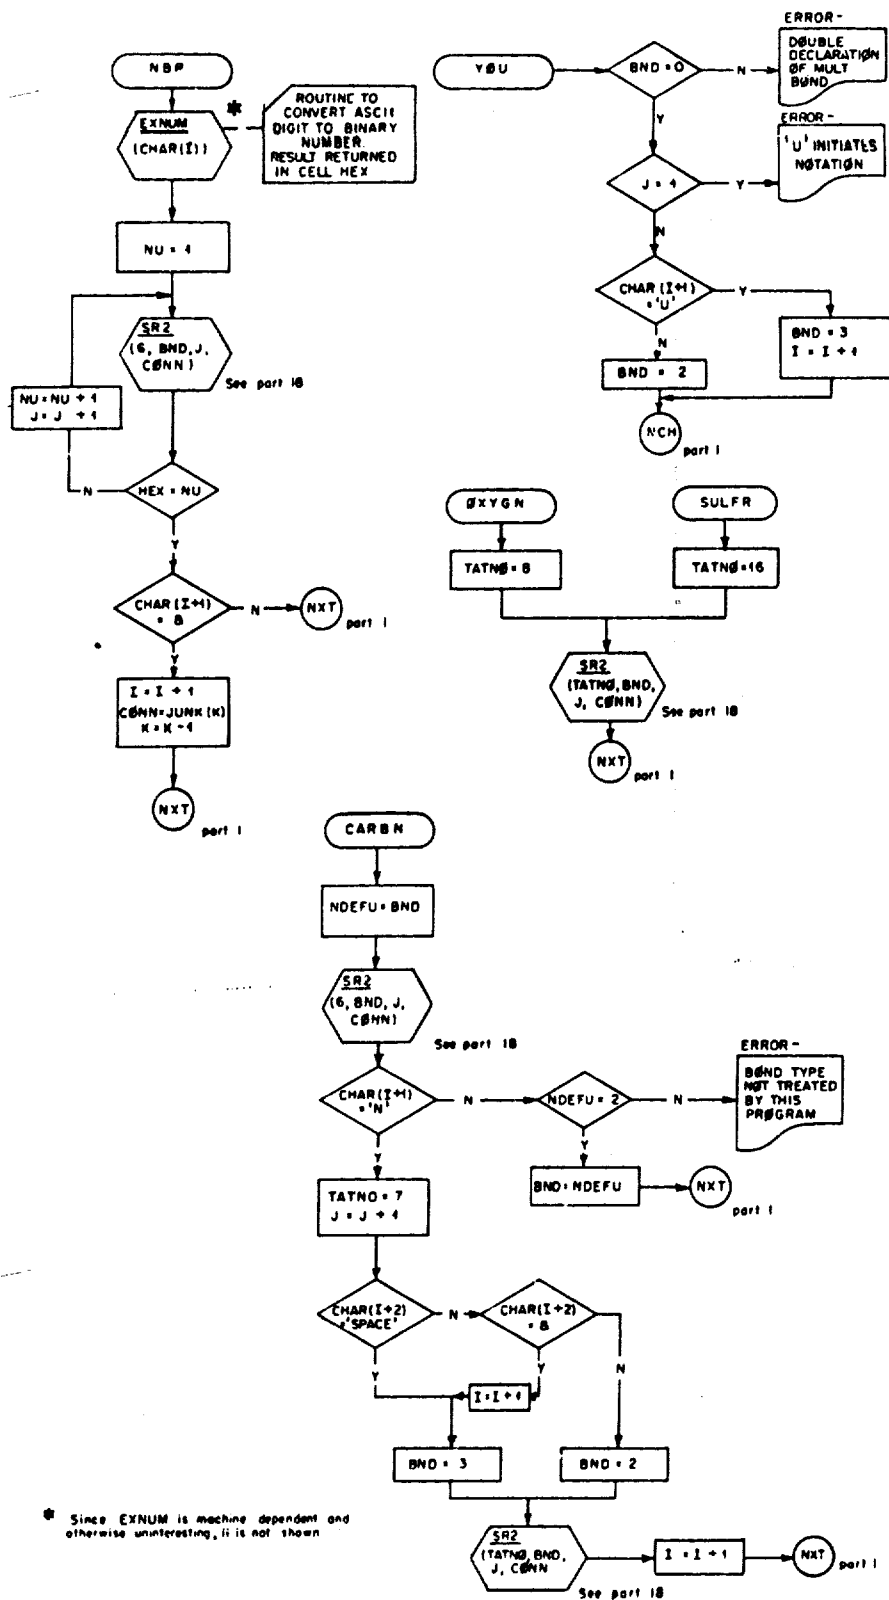 NBR
EXNUM
(CHAR(I))
*
ROUTINE TO
CONVERT ASCII
DIGIT TO BINARY
NUMBER.
RESULT RETURNED
IN CELL HEX
NU = 1
SR2
(6, BND, J,
CØNN)
See part 18
NU = NU + 1
J = J + 1
N
HEX = NU
Y
CHAR(I+1)
= 8
N
NXT
part 1
Y
I = I + 1
CØNN=JUNK(K)
K = K - 1
NXT
part 1
YØU
BND = 0
N
ERROR-
DØUBLE
DECLARATION
ØF MULT
BØND
Y
J = 1
Y
ERROR-
'U' INITIATES
NØTATIØN
N
CHAR(I+1)
= 'U'
Y
BND = 3
I = I + 1
N
BND = 2
NCH
part 1
ØXYGN
SULFR
TATNØ = 8
TATNØ = 16
SR2
(TATNØ, BND,
J, CØNN)
See part 18
NXT
part 1
CARBN
NDEFU = BND
SR2
(6, BND, J,
CØNN)
See part 18
CHAR(I+1)
= 'N'
N
NDEFU = 2
N
ERROR-
BØND TYPE
NØT TREATED
BY THIS
PRØGRAM
Y
Y
TATNO = 7
J = J + 1
BND = NDEFU
NXT
part 1
CHAR(I+2)
= 'SPACE'
N
CHAR(I+2)
= 8
Y
Y
N
I = I + 1
BND = 3
BND = 2
SR2
(TATNØ, BND,
J, CØNN
See part 18
I = I + 1
NXT
part 1
* Since EXNUM is machine dependent and
otherwise uninteresting, it is not shown